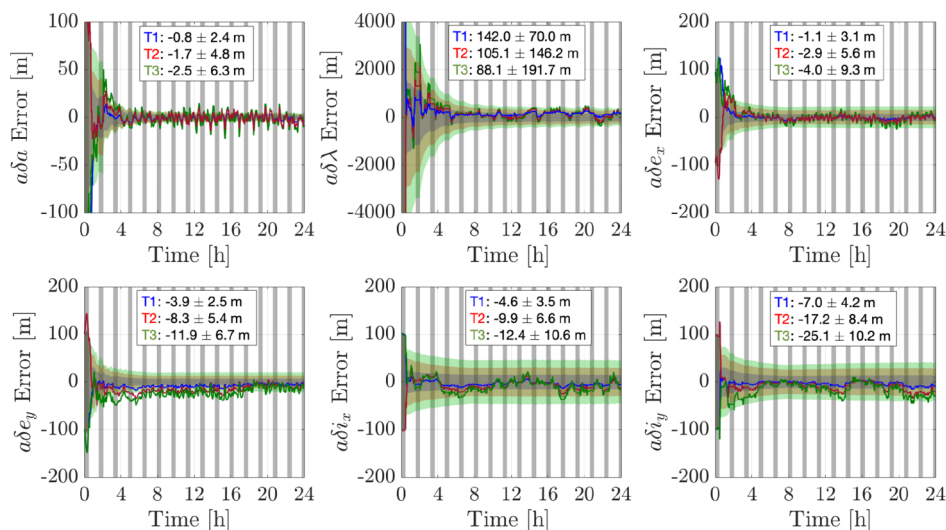 100
50
0
-50
-100
aδa Error [m]
T1: -0.8 ± 2.4 m
T2: -1.7 ± 4.8 m
T3: -2.5 ± 6.3 m
0 4 8 12 16 20 24
Time [h]
4000
2000
0
-2000
-4000
aδλ Error [m]
T1: 142.0 ± 70.0 m
T2: 105.1 ± 146.2 m
T3: 88.1 ± 191.7 m
0 4 8 12 16 20 24
Time [h]
200
100
0
-100
-200
aδeₓ Error [m]
T1: -1.1 ± 3.1 m
T2: -2.9 ± 5.6 m
T3: -4.0 ± 9.3 m
0 4 8 12 16 20 24
Time [h]
200
100
0
-100
-200
aδe_y Error [m]
T1: -3.9 ± 2.5 m
T2: -8.3 ± 5.4 m
T3: -11.9 ± 6.7 m
0 4 8 12 16 20 24
Time [h]
200
100
0
-100
-200
aδiₓ Error [m]
T1: -4.6 ± 3.5 m
T2: -9.9 ± 6.6 m
T3: -12.4 ± 10.6 m
0 4 8 12 16 20 24
Time [h]
200
100
0
-100
-200
aδi_y Error [m]
T1: -7.0 ± 4.2 m
T2: -17.2 ± 8.4 m
T3: -25.1 ± 10.2 m
0 4 8 12 16 20 24
Time [h]